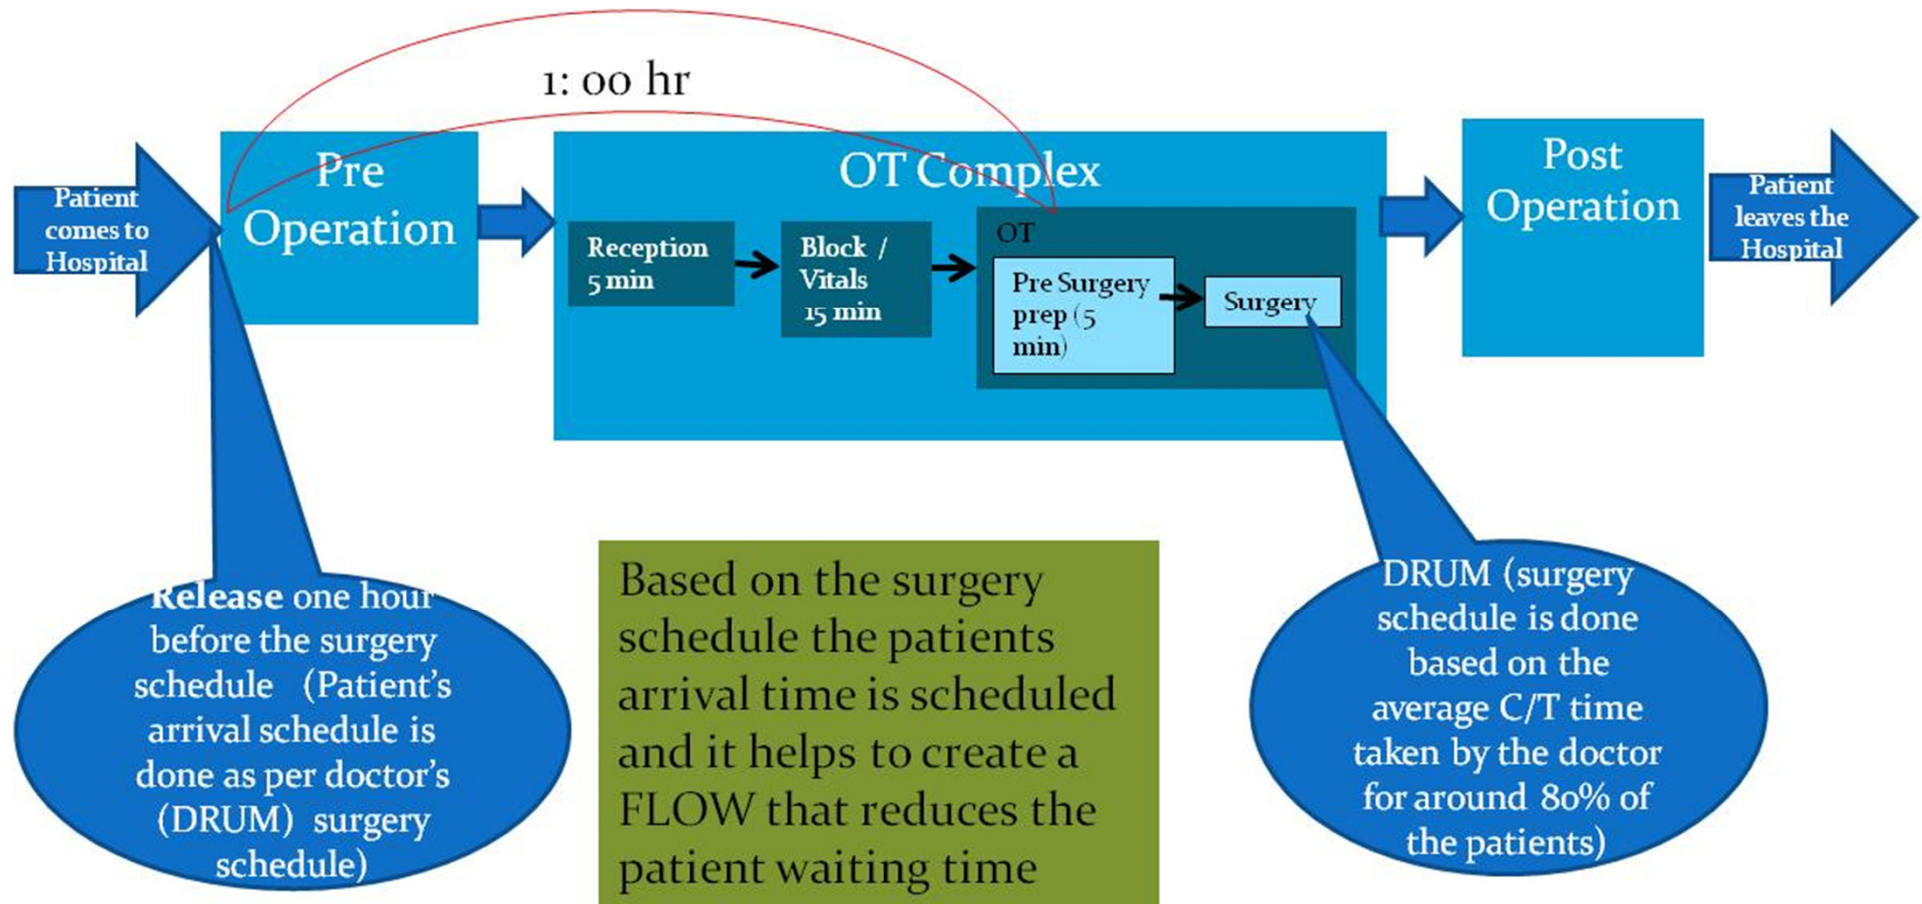 1: 00 hr
Patient
comes to
Hospital
Pre
Operation
OT Complex
Reception
5 min
Block /
Vitals
15 min
OT
Pre Surgery
prep (5
min)
Surgery
Post
Operation
Patient
leaves the
Hospital
Release one hour
before the surgery
schedule (Patient's
arrival schedule is
done as per doctor's
(DRUM) surgery
schedule)
Based on the surgery
schedule the patients
arrival time is scheduled
and it helps to create a
FLOW that reduces the
patient waiting time
DRUM (surgery
schedule is done
based on the
average C/T time
taken by the doctor
for around 80% of
the patients)